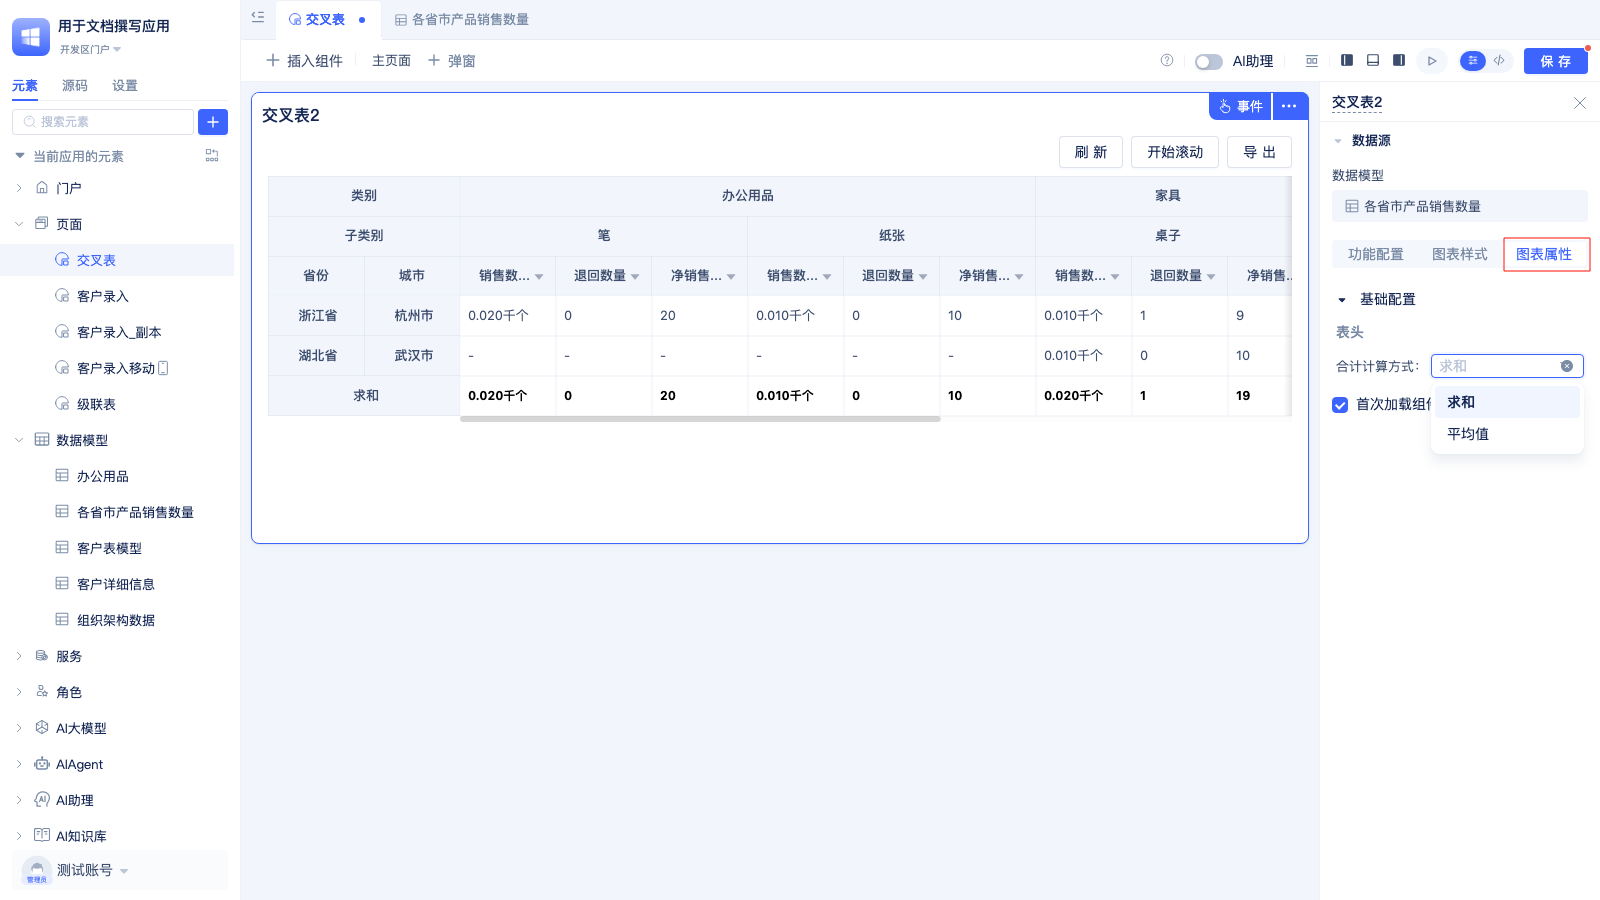 用于文档撰写应用
开发区门户
元素 源码 设置
搜索元素
当前应用的元素
门户
页面
交叉表
客户录入
客户录入_副本
客户录入移动
级联表
数据模型
办公用品
各省市产品销售数量
客户表模型
客户详细信息
组织架构数据
服务
角色
AI大模型
AIAgent
AI助理
AI知识库
测试账号
管理员
交叉表 各省市产品销售数量
插入组件 主页面 弹窗
AI助理
保 存
交叉表2
事件
刷 新 开始滚动 导 出
类别 办公用品 家具
子类别 笔 纸张 桌子
省份 城市 销售数... 退回数量 净销售... 销售数... 退回数量 净销售... 销售数... 退回数量 净销售..
浙江省 杭州市 0.020千个 0 20 0.010千个 0 10 0.010千个 1 9
湖北省 武汉市 - - - - - - 0.010千个 0 10
求和 0.020千个 0 20 0.010千个 0 10 0.020千个 1 19
交叉表2
数据源
数据模型
各省市产品销售数量
功能配置 图表样式 图表属性
基础配置
表头
合计计算方式: 求和
首次加载组件
求和
平均值